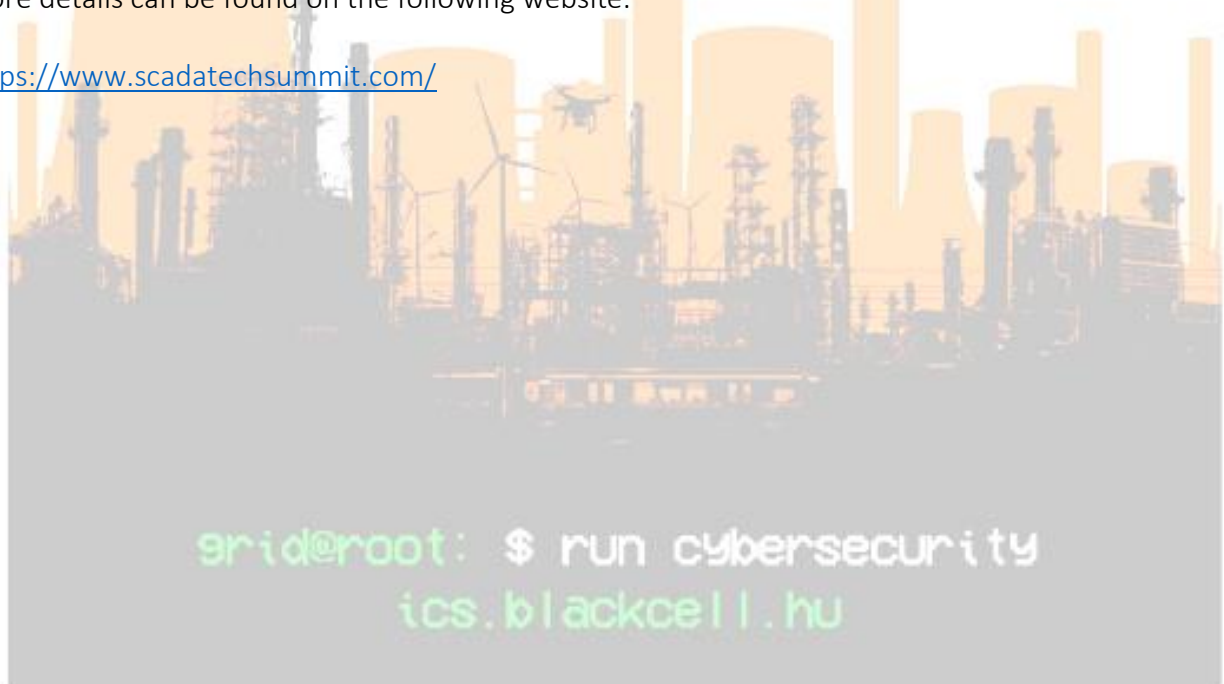 ore details can be found on the following website:
ps://www.scadatechsummit.com/
grid@root: $ run cybersecurity
ics.blackcell.hu